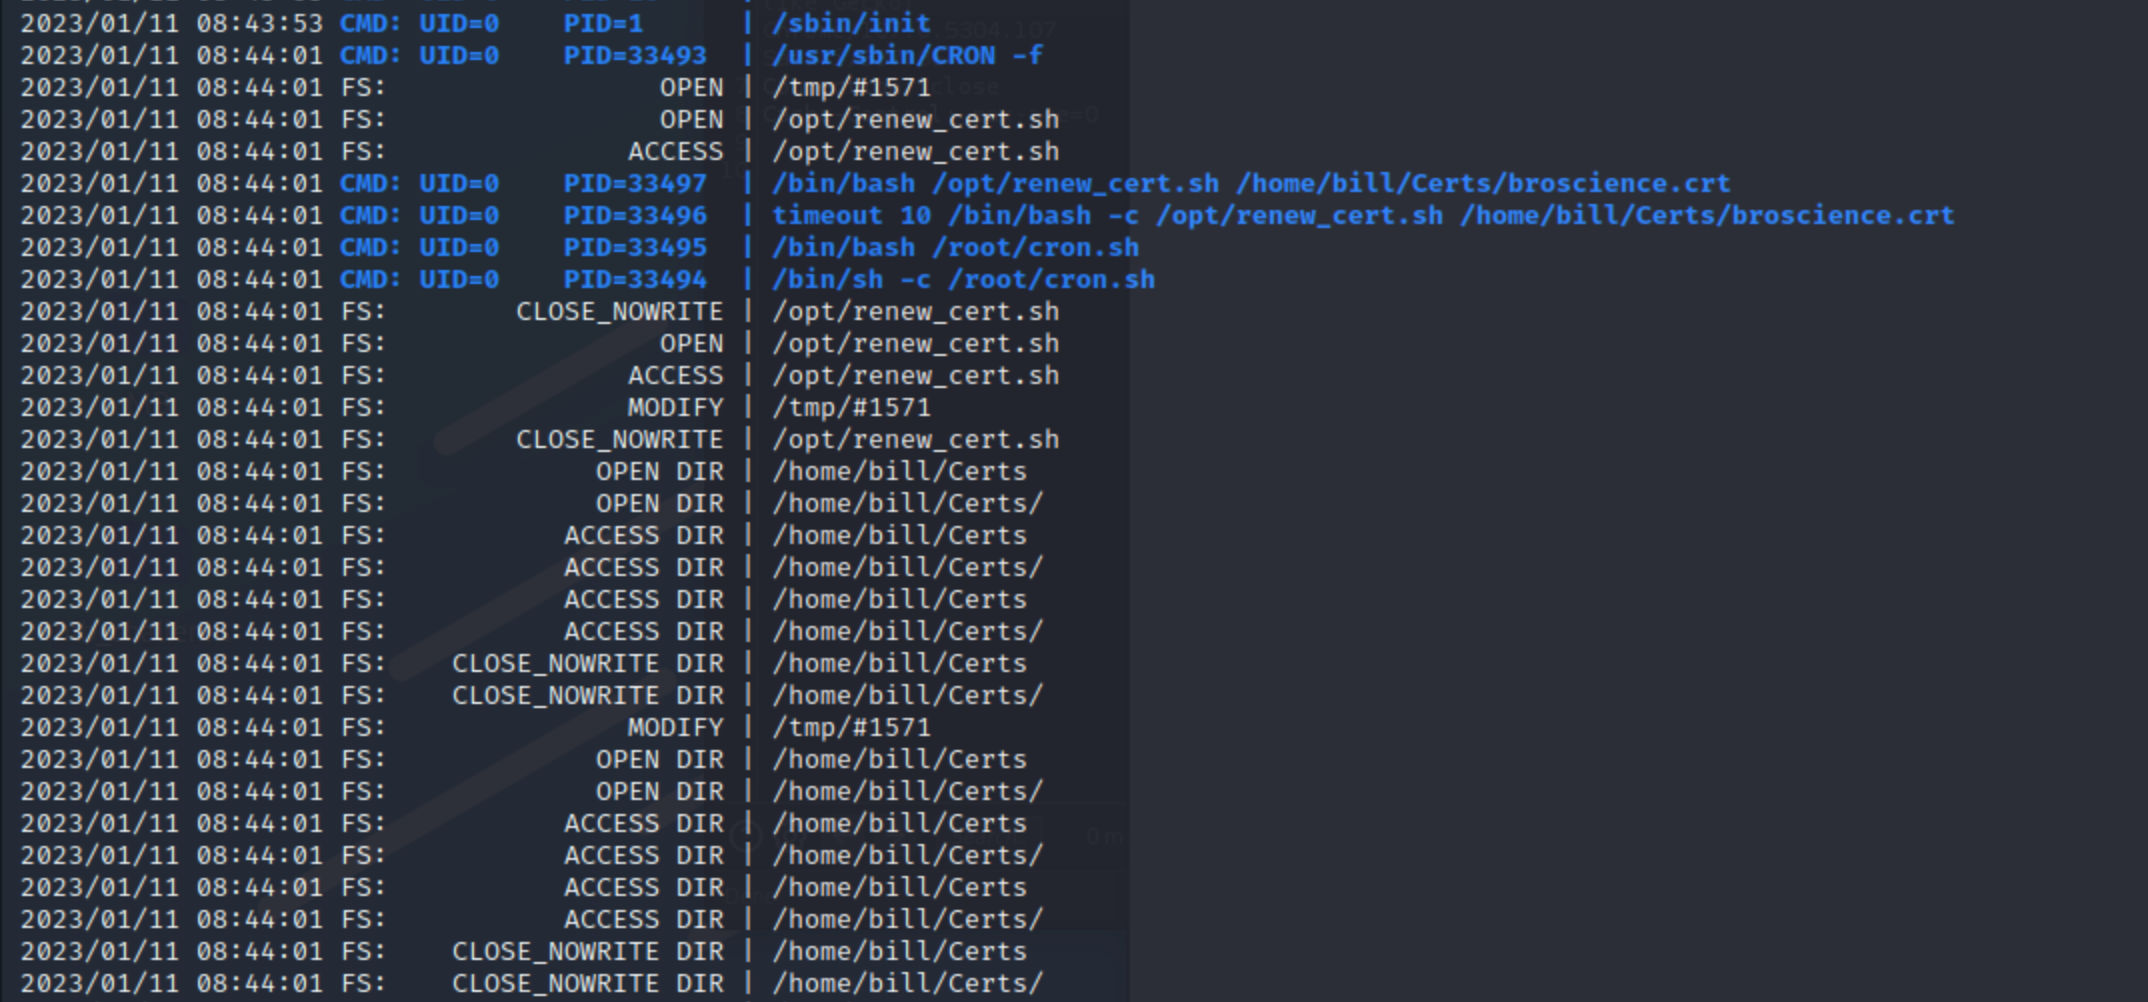 2023/01/11 08:43:53 CMD: UID=0    PID=1      | /sbin/init
2023/01/11 08:44:01 CMD: UID=0    PID=33493  | /usr/sbin/CRON -f
2023/01/11 08:44:01 FS:                 OPEN | /tmp/#1571
2023/01/11 08:44:01 FS:                 OPEN | /opt/renew_cert.sh
2023/01/11 08:44:01 FS:               ACCESS | /opt/renew_cert.sh
2023/01/11 08:44:01 CMD: UID=0    PID=33497  | /bin/bash /opt/renew_cert.sh /home/bill/Certs/broscience.crt
2023/01/11 08:44:01 CMD: UID=0    PID=33496  | timeout 10 /bin/bash -c /opt/renew_cert.sh /home/bill/Certs/broscience.crt
2023/01/11 08:44:01 CMD: UID=0    PID=33495  | /bin/bash /root/cron.sh
2023/01/11 08:44:01 CMD: UID=0    PID=33494  | /bin/sh -c /root/cron.sh
2023/01/11 08:44:01 FS:        CLOSE_NOWRITE | /opt/renew_cert.sh
2023/01/11 08:44:01 FS:                 OPEN | /opt/renew_cert.sh
2023/01/11 08:44:01 FS:               ACCESS | /opt/renew_cert.sh
2023/01/11 08:44:01 FS:               MODIFY | /tmp/#1571
2023/01/11 08:44:01 FS:        CLOSE_NOWRITE | /opt/renew_cert.sh
2023/01/11 08:44:01 FS:             OPEN DIR | /home/bill/Certs
2023/01/11 08:44:01 FS:             OPEN DIR | /home/bill/Certs/
2023/01/11 08:44:01 FS:           ACCESS DIR | /home/bill/Certs
2023/01/11 08:44:01 FS:           ACCESS DIR | /home/bill/Certs/
2023/01/11 08:44:01 FS:           ACCESS DIR | /home/bill/Certs
2023/01/11 08:44:01 FS:           ACCESS DIR | /home/bill/Certs/
2023/01/11 08:44:01 FS:    CLOSE_NOWRITE DIR | /home/bill/Certs
2023/01/11 08:44:01 FS:    CLOSE_NOWRITE DIR | /home/bill/Certs/
2023/01/11 08:44:01 FS:               MODIFY | /tmp/#1571
2023/01/11 08:44:01 FS:             OPEN DIR | /home/bill/Certs
2023/01/11 08:44:01 FS:             OPEN DIR | /home/bill/Certs/
2023/01/11 08:44:01 FS:           ACCESS DIR | /home/bill/Certs
2023/01/11 08:44:01 FS:           ACCESS DIR | /home/bill/Certs/
2023/01/11 08:44:01 FS:           ACCESS DIR | /home/bill/Certs
2023/01/11 08:44:01 FS:           ACCESS DIR | /home/bill/Certs/
2023/01/11 08:44:01 FS:    CLOSE_NOWRITE DIR | /home/bill/Certs
2023/01/11 08:44:01 FS:    CLOSE_NOWRITE DIR | /home/bill/Certs/